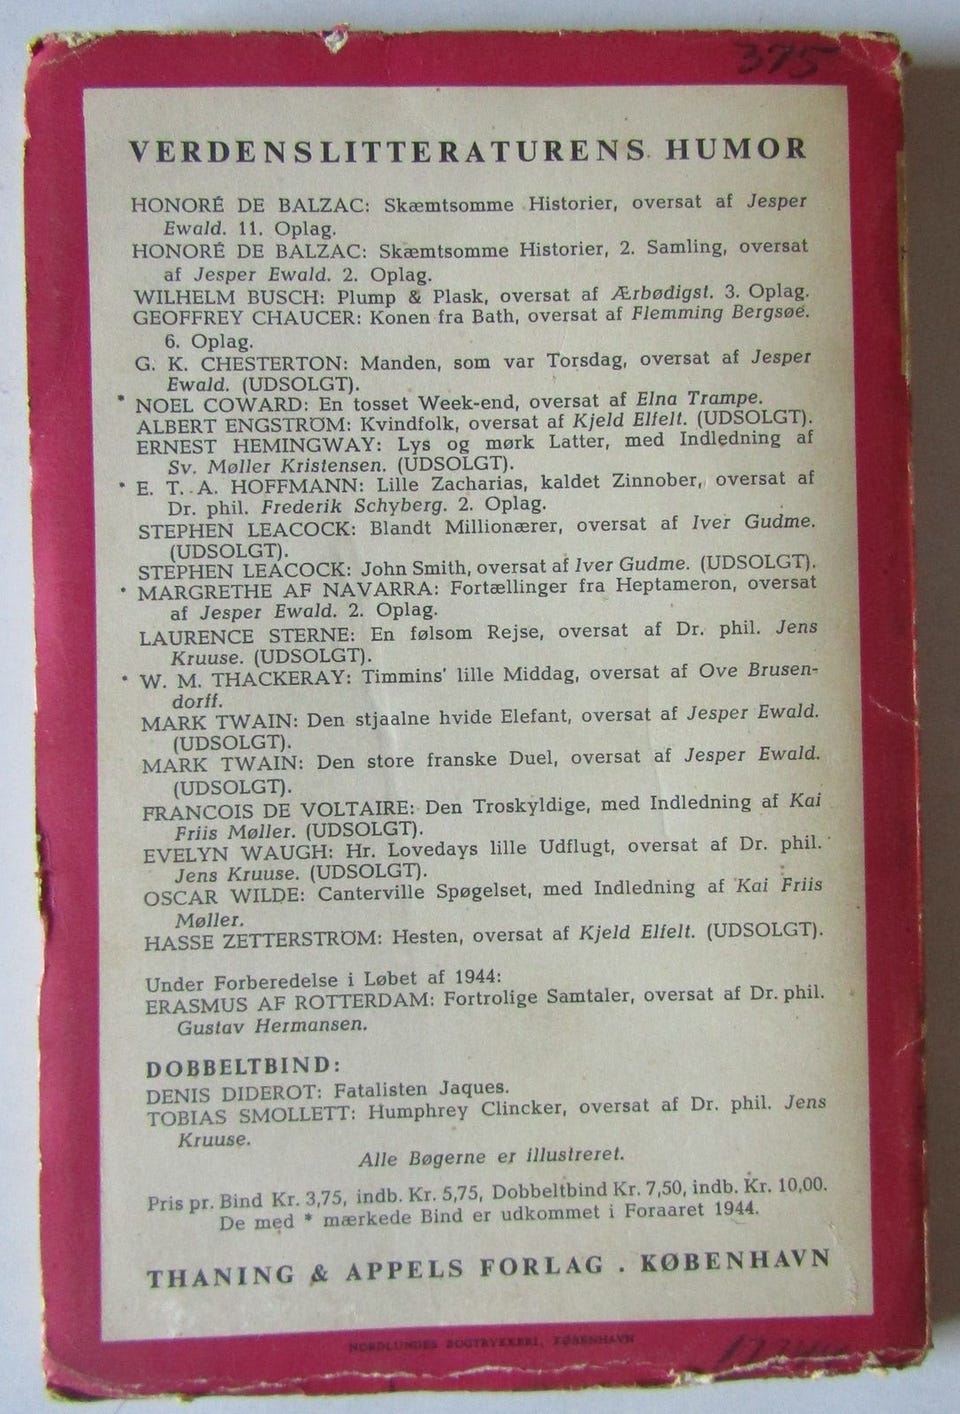 375
VERDENSLITTERATURENS HUMOR
HONORÉ DE BALZAC: Skæmtsomme Historier, oversat af Jesper
Ewald. 11. Oplag.
HONORÉ DE BALZAC: Skæmtsomme Historier, 2. Samling, oversat
af Jesper Ewald. 2. Oplag.
WILHELM BUSCH: Plump & Plask, oversat af Ærbødigst. 3. Oplag.
GEOFFREY CHAUCER: Konen fra Bath, oversat af Flemming Bergsøe.
6. Oplag.
G. K. CHESTERTON: Manden, som var Torsdag, oversat af Jesper
Ewald. (UDSOLGT).
* NOEL COWARD: En tosset Week-end, oversat af Elna Trampe.
ALBERT ENGSTRÖM: Kvindfolk, oversat af Kjeld Elfelt. (UDSOLGT).
ERNEST HEMINGWAY: Lys og mørk Latter, med Indledning af
Sv. Møller Kristensen. (UDSOLGT).
* E. T. A. HOFFMANN: Lille Zacharias, kaldet Zinnober, oversat af
Dr. phil. Frederik Schyberg. 2. Oplag.
STEPHEN LEACOCK: Blandt Millionærer, oversat af Iver Gudme.
(UDSOLGT).
STEPHEN LEACOCK: John Smith, oversat af Iver Gudme. (UDSOLGT).
* MARGRETHE AF NAVARRA: Fortællinger fra Heptameron, oversat
af Jesper Ewald. 2. Oplag.
LAURENCE STERNE: En følsom Rejse, oversat af Dr. phil. Jens
Kruuse. (UDSOLGT).
* W. M. THACKERAY: Timmins' lille Middag, oversat af Ove Brusen-
dorff.
MARK TWAIN: Den stjaalne hvide Elefant, oversat af Jesper Ewald.
(UDSOLGT).
MARK TWAIN: Den store franske Duel, oversat af Jesper Ewald.
(UDSOLGT).
FRANCOIS DE VOLTAIRE: Den Troskyldige, med Indledning af Kai
Friis Møller. (UDSOLGT).
EVELYN WAUGH: Hr. Lovedays lille Udflugt, oversat af Dr. phil.
Jens Kruuse. (UDSOLGT).
OSCAR WILDE: Canterville Spøgelset, med Indledning af Kai Friis
Møller.
HASSE ZETTERSTRÖM: Hesten, oversat af Kjeld Elfelt. (UDSOLGT).
Under Forberedelse i Løbet af 1944:
ERASMUS AF ROTTERDAM: Fortrolige Samtaler, oversat af Dr. phil.
Gustav Hermansen.
DOBBELTBIND:
DENIS DIDEROT: Fatalisten Jaques.
TOBIAS SMOLLETT: Humphrey Clincker, oversat af Dr. phil. Jens
Kruuse.
Alle Bøgerne er illustreret.
Pris pr. Bind Kr. 3,75, indb. Kr. 5,75, Dobbeltbind Kr. 7,50, indb. Kr. 10,00.
De med * mærkede Bind er udkommet i Foraaret 1944.
THANING & APPELS FORLAG . KØBENHAVN
NORDLUNDES BOGTRYKKERI, KØBENHAVN